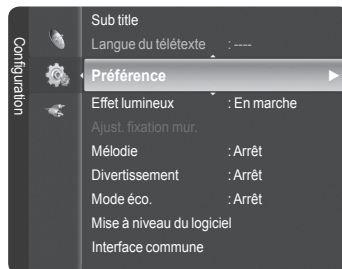 Configuration
Sub title
Langue du télétexte : ----
Préférence
Effet lumineux : En marche
Ajust. fixation mur.
Mélodie : Arrêt
Divertissement : Arrêt
Mode éco. : Arrêt
Mise à niveau du logiciel
Interface commune